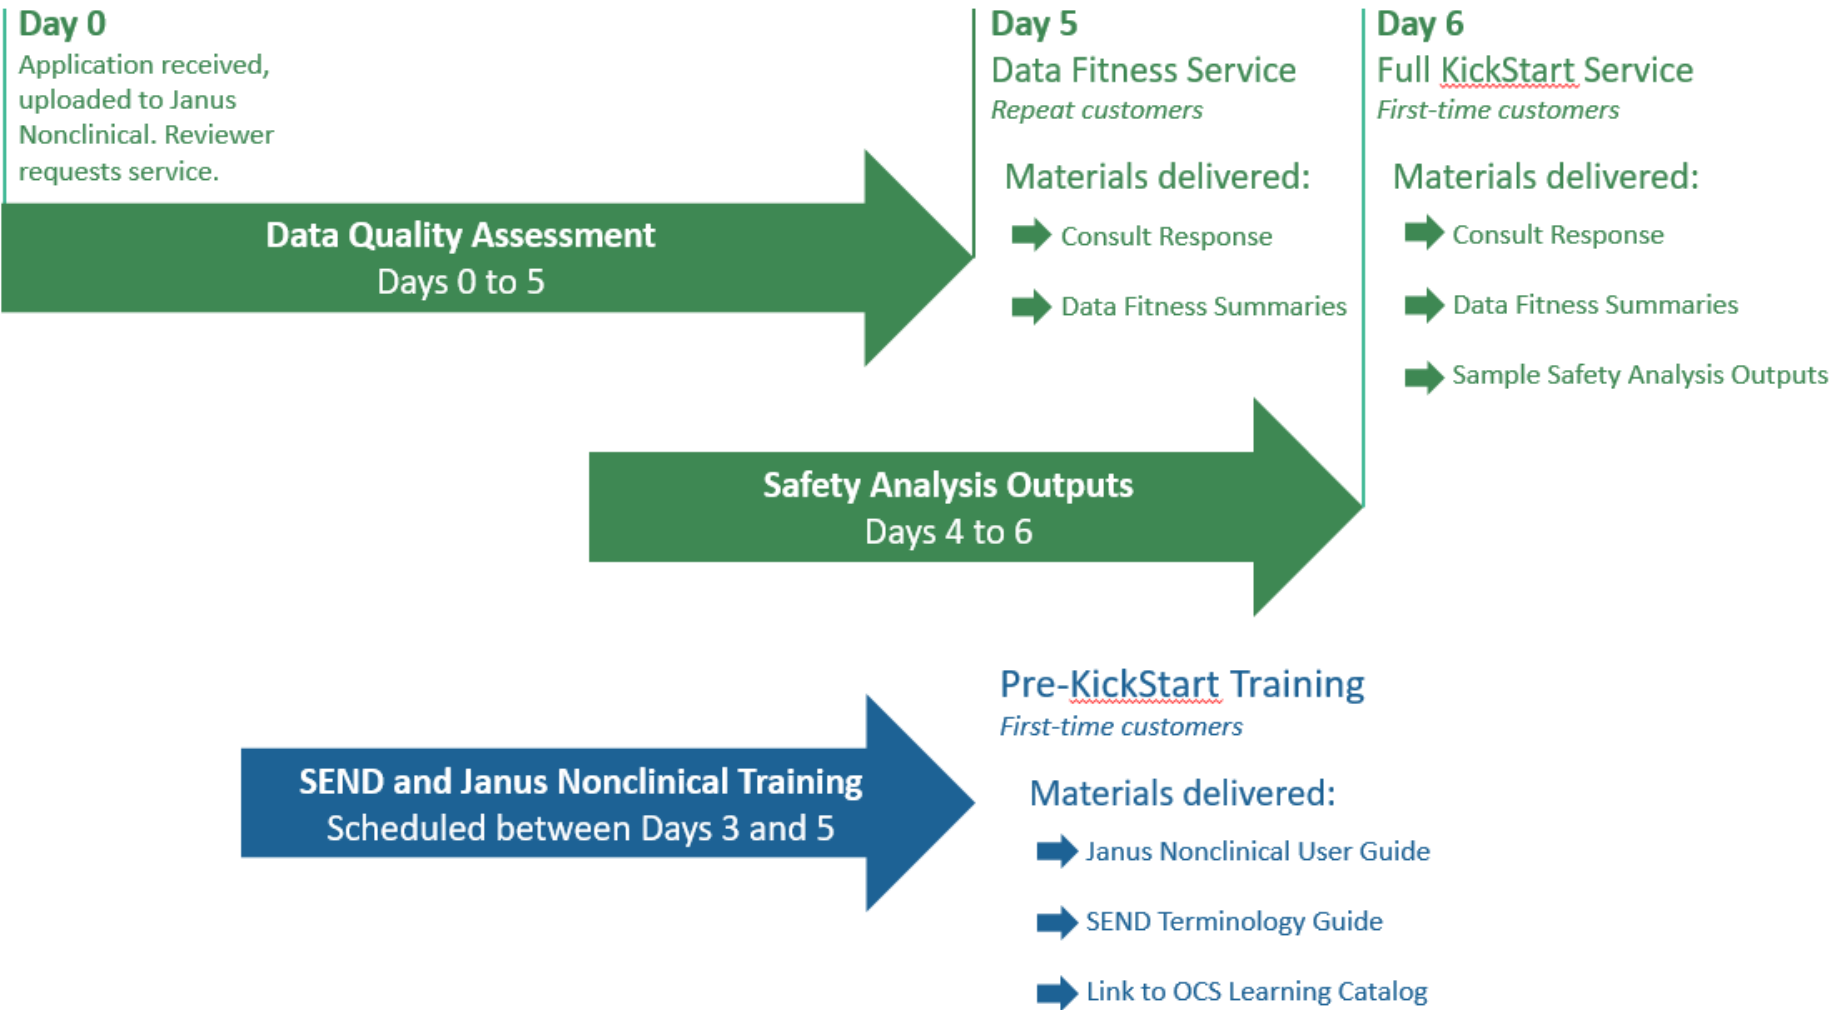 Day 0
Application received,
uploaded to Janus
Nonclinical. Reviewer
requests service.
Data Quality Assessment
Days 0 to 5
Day 5
Data Fitness Service
Repeat customers
Materials delivered:
Consult Response
Data Fitness Summaries
Day 6
Full KickStart Service
First-time customers
Materials delivered:
Consult Response
Data Fitness Summaries
Sample Safety Analysis Outputs
Safety Analysis Outputs
Days 4 to 6
SEND and Janus Nonclinical Training
Scheduled between Days 3 and 5
Pre-KickStart Training
First-time customers
Materials delivered:
Janus Nonclinical User Guide
SEND Terminology Guide
Link to OCS Learning Catalog